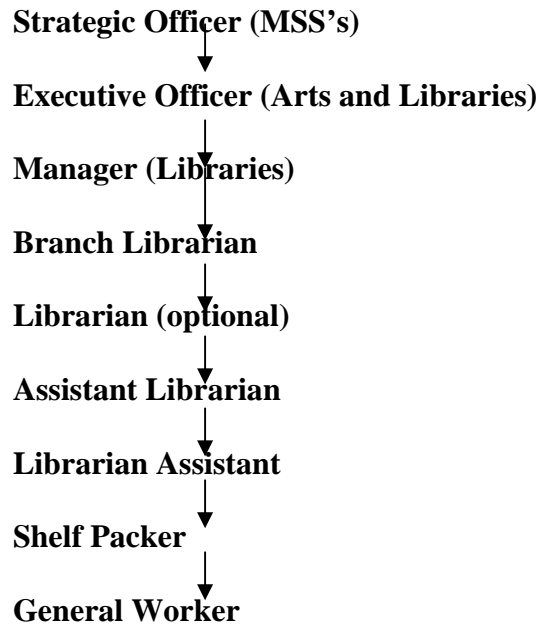 Strategic Officer (MSS’s)
Executive Officer (Arts and Libraries)
Manager (Libraries)
Branch Librarian
Librarian (optional)
Assistant Librarian
Librarian Assistant
Shelf Packer
General Worker